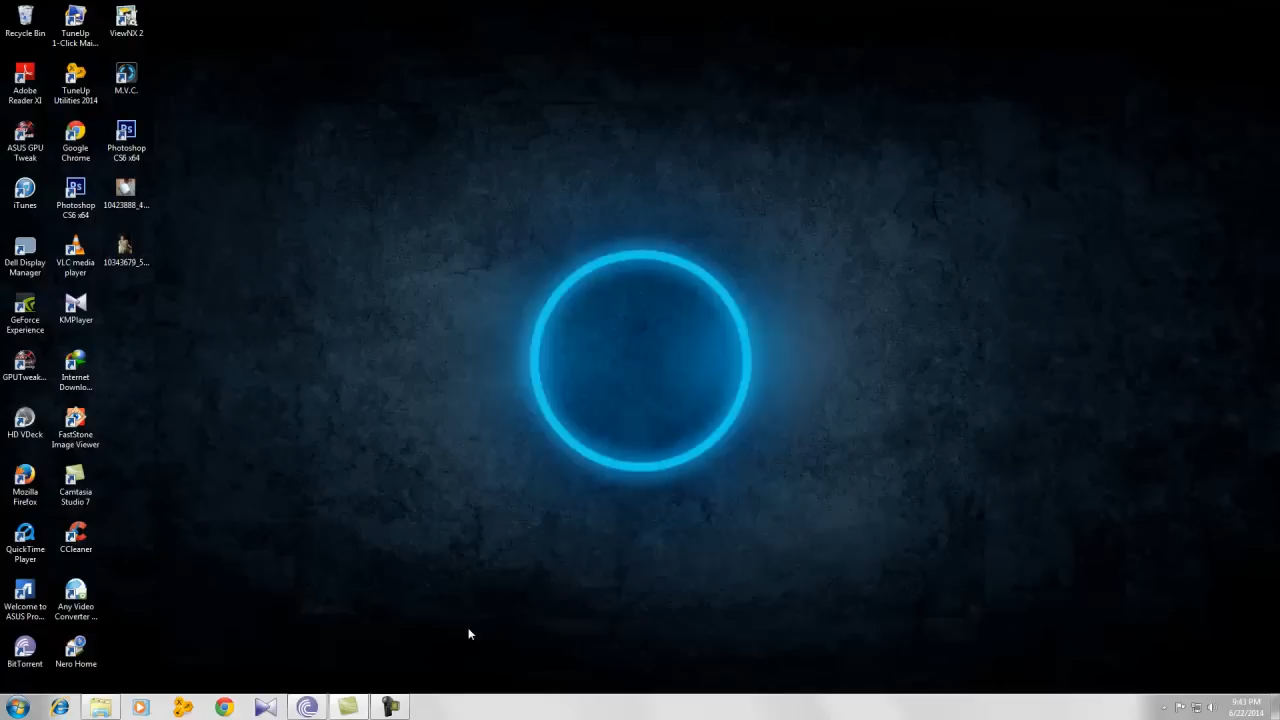 Recycle Bin
TuneUp
1-Click Mai...
ViewNX 2
Adobe
Reader XI
TuneUp
Utilities 2014
M.V.C.
ASUS GPU
Tweak
Google
Chrome
Photoshop
CS6 x64
iTunes
Photoshop
CS6 x64
10423888_4...
Dell Display
Manager
VLC media
player
10343679_5...
GeForce
Experience
KMPlayer
GPUTweak...
Internet
Downlo...
HD VDeck
FastStone
Image Viewer
Mozilla
Firefox
Camtasia
Studio 7
QuickTime
Player
CCleaner
Welcome to
ASUS Pro...
Any Video
Converter ...
BitTorrent
Nero Home
9:43 PM
6/22/2014